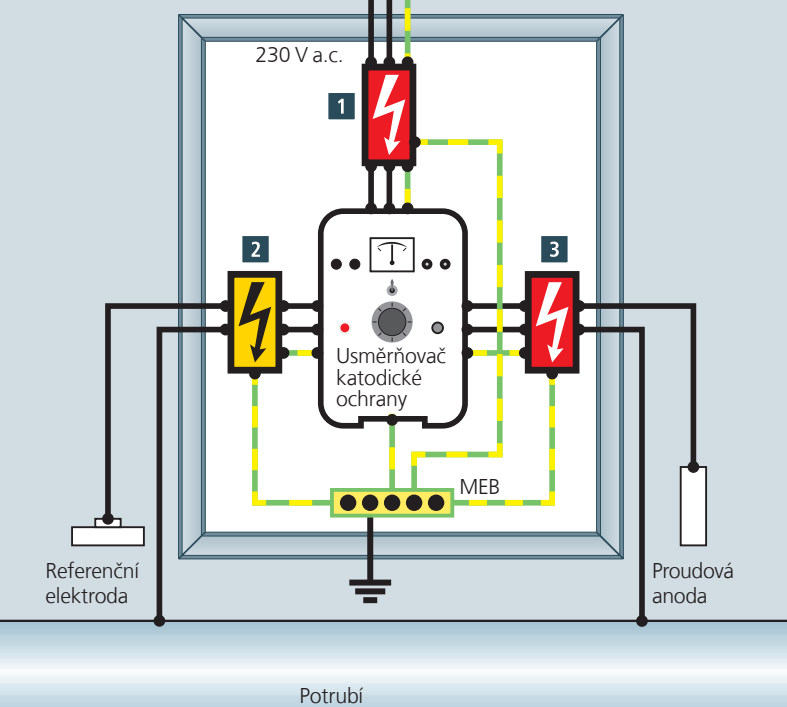 230 V a.c.
1
2
3
Usměrňovač
katodické
ochrany
MEB
Referenční
elektroda
Proudová
anoda
Potrubí